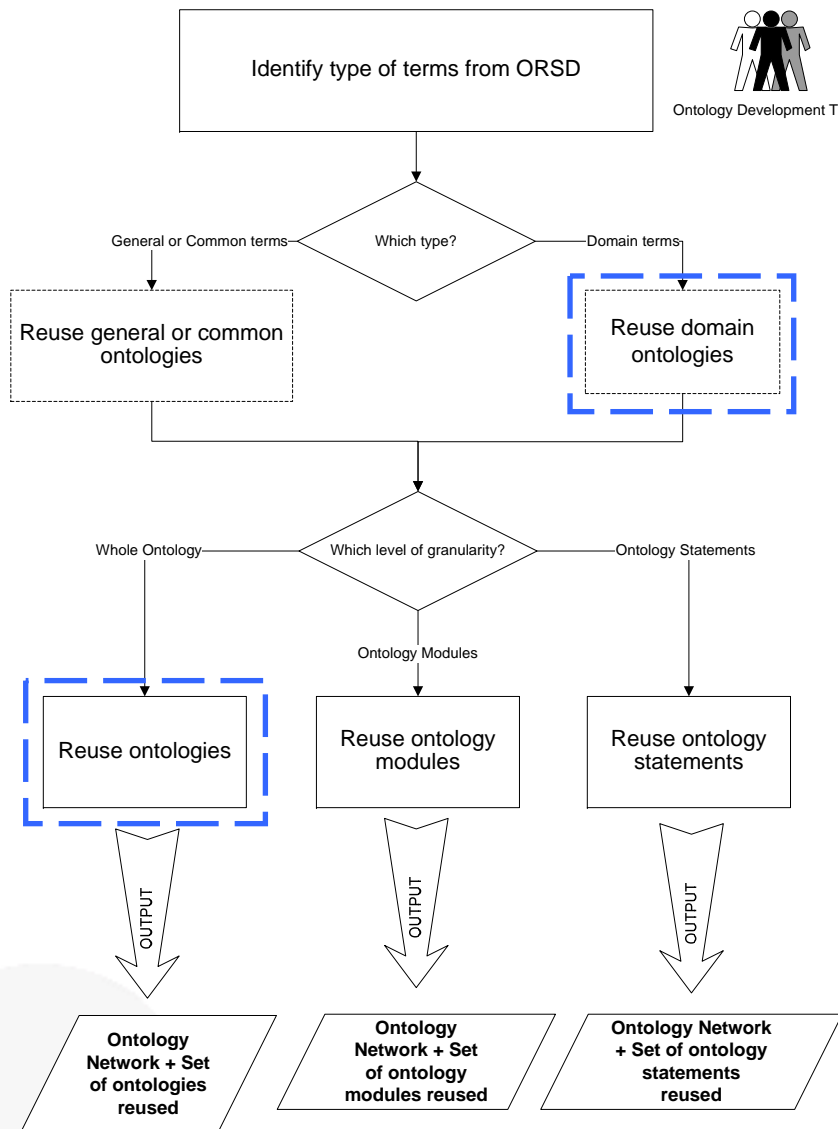 Identify type of terms from ORSD
Ontology Development T
General or Common terms
Which type?
Domain terms
Reuse general or common
ontologies
Reuse domain
ontologies
Whole Ontology
Which level of granularity?
Ontology Statements
Ontology Modules
Reuse ontologies
Reuse ontology
modules
Reuse ontology
statements
OUTPUT
OUTPUT
OUTPUT
Ontology
Network + Set
of ontologies
reused
Ontology
Network + Set
of ontology
modules reused
Ontology Network
+ Set of ontology
statements
reused